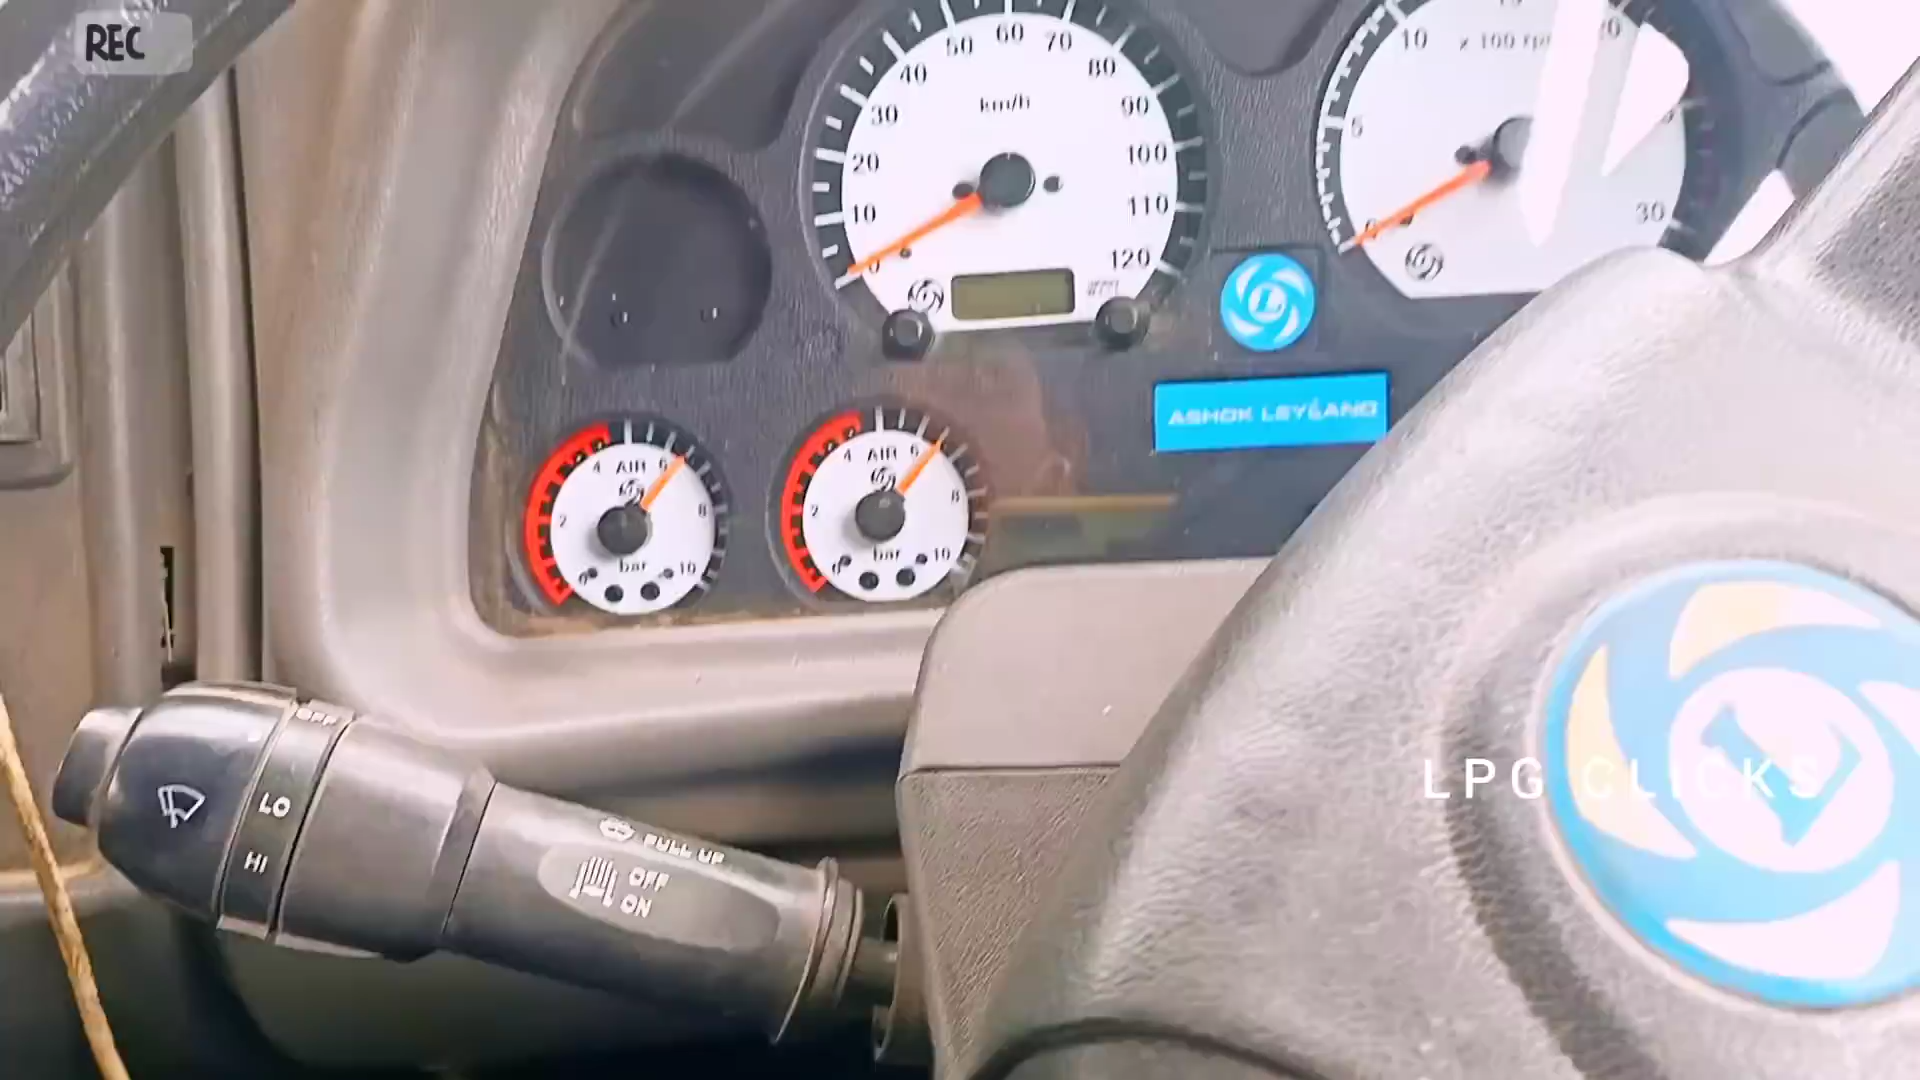 REC
0 10 20 30 40 50 60 70 80 90 100 110 120
km/h
5 10
x 100 rpm
30
L
ASHOK LEYLAND
0 2 4 AIR 6 8 10
bar
0 2 4 AIR 6 8 10
bar
OFF
LO
HI
PULL UP
OFF
ON
L
LPG CLICKS